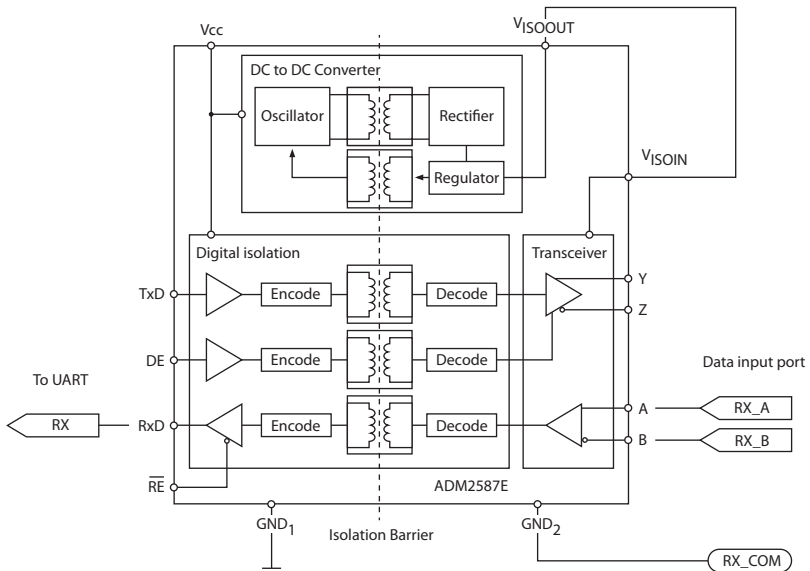 Vcc
VISOOUT
DC to DC Converter
Oscillator
Rectifier
Regulator
VISOIN
Digital isolation
Transceiver
TxD
Encode
Decode
Y
Z
DE
Encode
Decode
To UART
Data input port
RX
RxD
Encode
Decode
A
RX_A
B
RX_B
RE
ADM2587E
GND1
GND2
Isolation Barrier
RX_COM